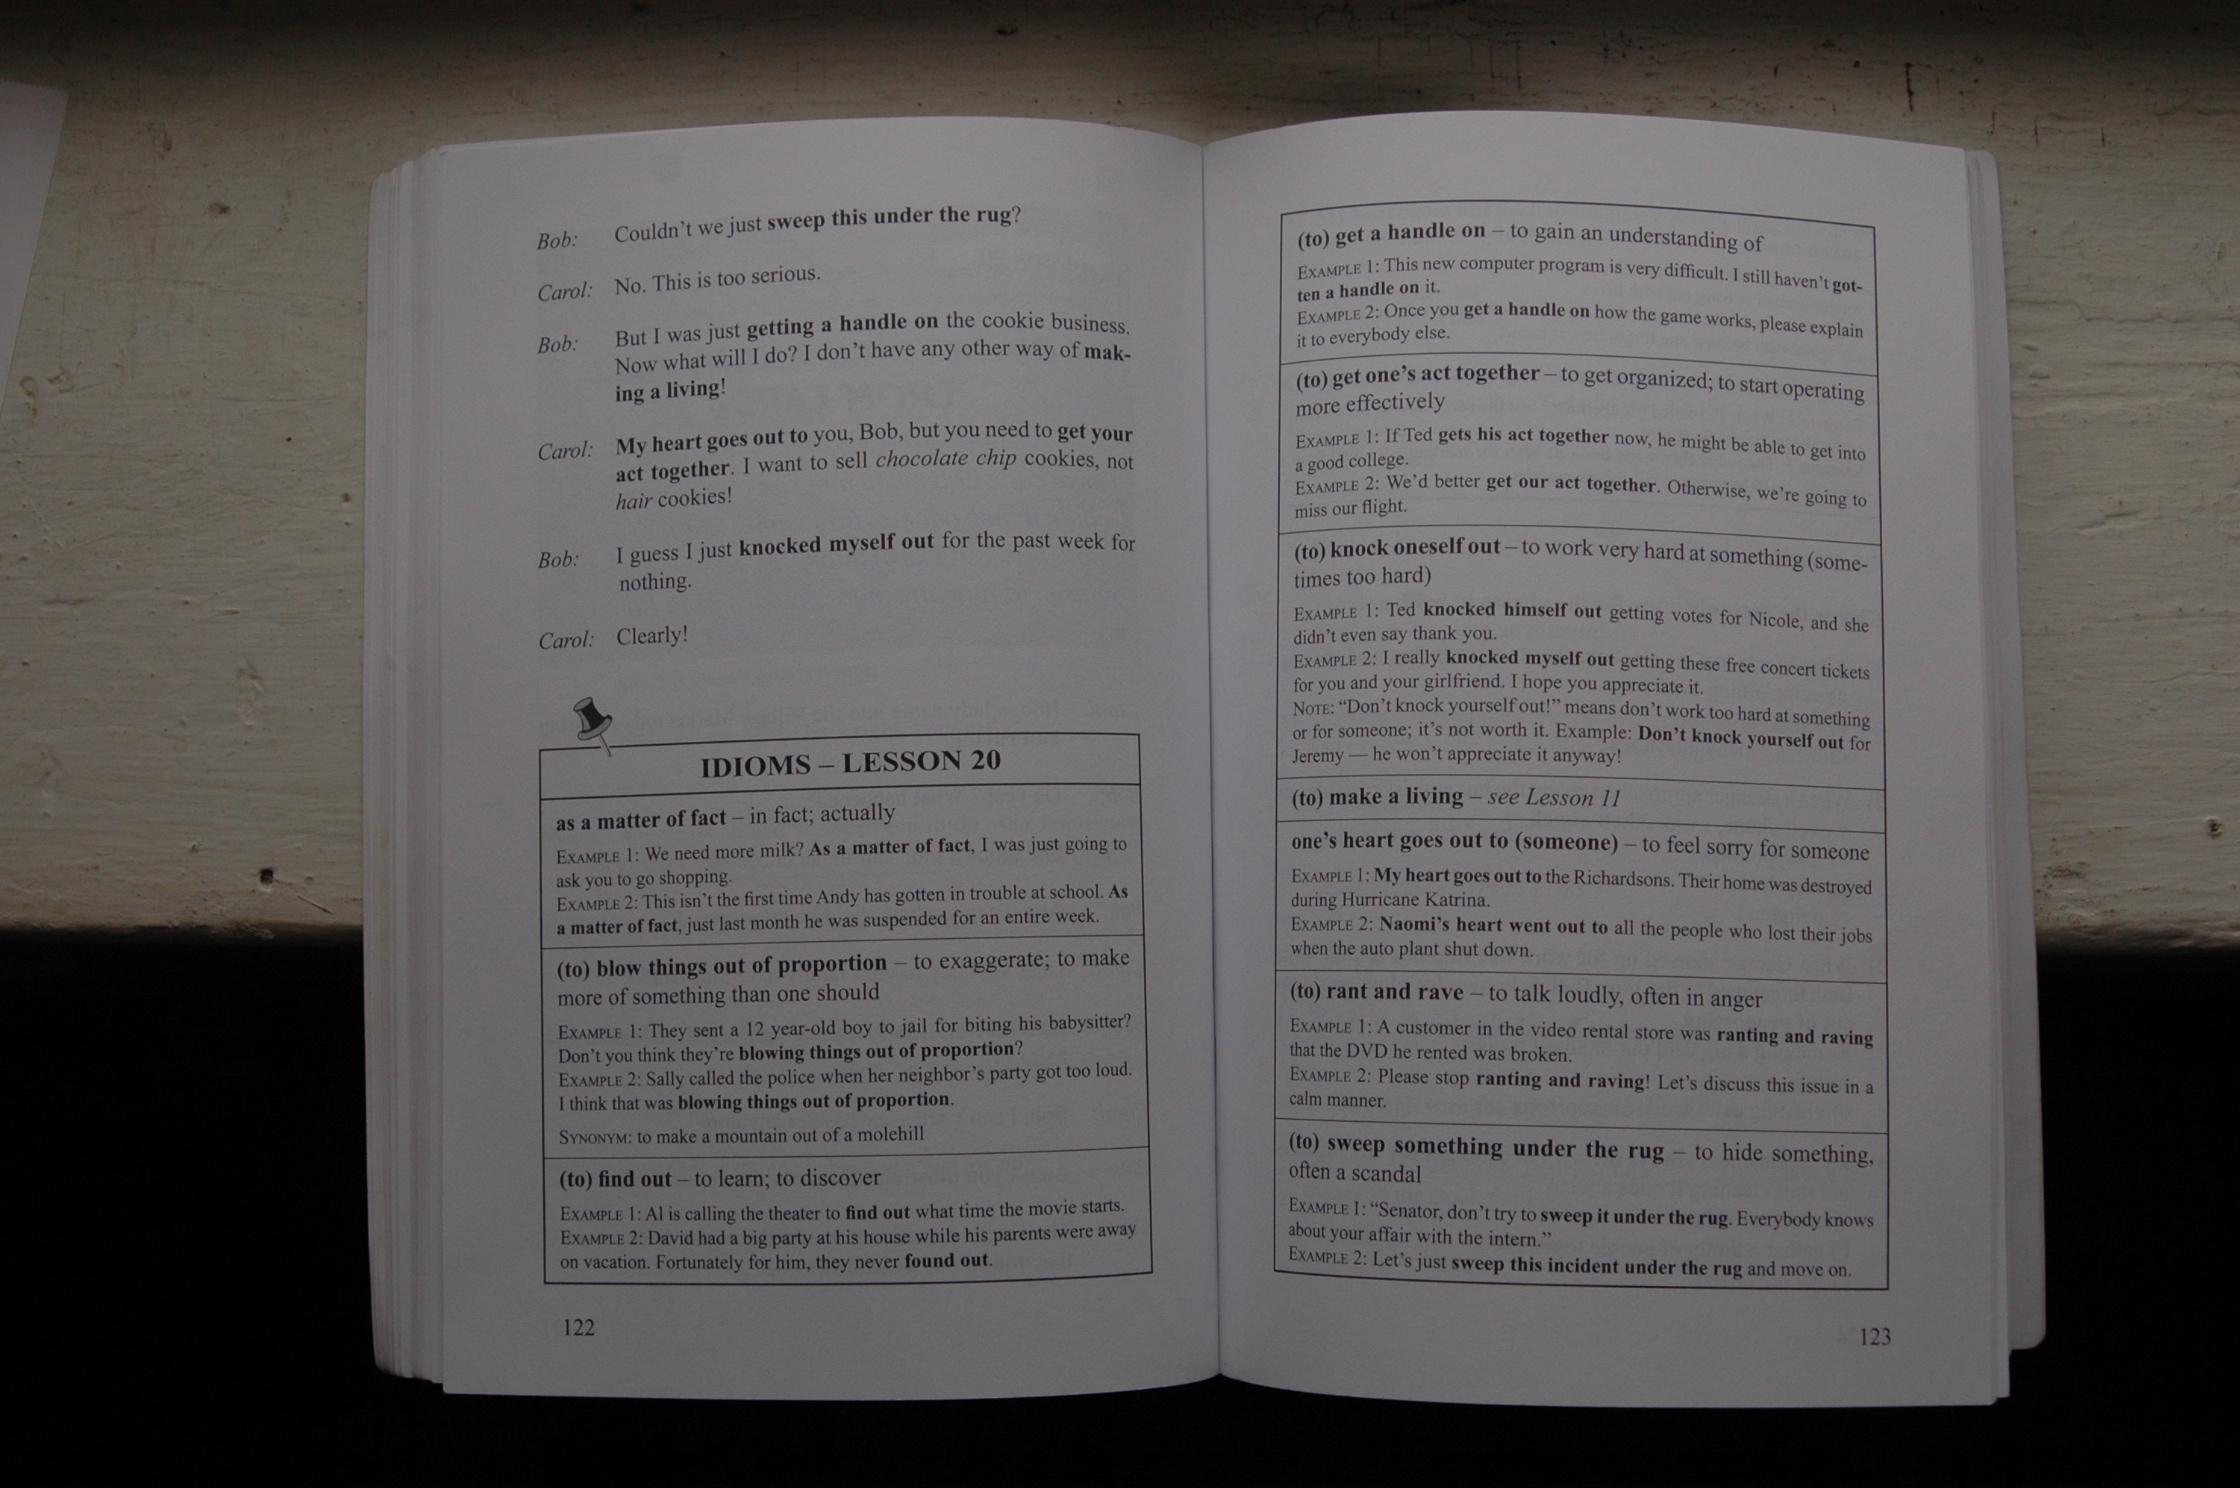 Bob: Couldn't we just sweep this under the rug?
Carol: No. This is too serious.
Bob: But I was just getting a handle on the cookie business.
Now what will I do? I don't have any other way of mak-
ing a living!
Carol: My heart goes out to you, Bob, but you need to get your
act together. I want to sell chocolate chip cookies, not
hair cookies!
Bob: I guess I just knocked myself out for the past week for
nothing.
Carol: Clearly!
IDIOMS – LESSON 20
as a matter of fact – in fact; actually
EXAMPLE 1: We need more milk? As a matter of fact, I was just going to
ask you to go shopping.
EXAMPLE 2: This isn't the first time Andy has gotten in trouble at school. As
a matter of fact, just last month he was suspended for an entire week.
(to) blow things out of proportion – to exaggerate; to make
more of something than one should
EXAMPLE 1: They sent a 12 year-old boy to jail for biting his babysitter?
Don't you think they're blowing things out of proportion?
EXAMPLE 2: Sally called the police when her neighbor's party got too loud.
I think that was blowing things out of proportion.
SYNONYM: to make a mountain out of a molehill
(to) find out – to learn; to discover
EXAMPLE 1: Al is calling the theater to find out what time the movie starts.
EXAMPLE 2: David had a big party at his house while his parents were away
on vacation. Fortunately for him, they never found out.
122
(to) get a handle on – to gain an understanding of
EXAMPLE 1: This new computer program is very difficult. I still haven't got-
ten a handle on it.
EXAMPLE 2: Once you get a handle on how the game works, please explain
it to everybody else.
(to) get one's act together – to get organized; to start operating
more effectively
EXAMPLE 1: If Ted gets his act together now, he might be able to get into
a good college.
EXAMPLE 2: We'd better get our act together. Otherwise, we're going to
miss our flight.
(to) knock oneself out – to work very hard at something (some-
times too hard)
EXAMPLE 1: Ted knocked himself out getting votes for Nicole, and she
didn't even say thank you.
EXAMPLE 2: I really knocked myself out getting these free concert tickets
for you and your girlfriend. I hope you appreciate it.
NOTE: "Don't knock yourself out!" means don't work too hard at something
or for someone; it's not worth it. Example: Don't knock yourself out for
Jeremy — he won't appreciate it anyway!
(to) make a living – see Lesson 11
one's heart goes out to (someone) – to feel sorry for someone
EXAMPLE 1: My heart goes out to the Richardsons. Their home was destroyed
during Hurricane Katrina.
EXAMPLE 2: Naomi's heart went out to all the people who lost their jobs
when the auto plant shut down.
(to) rant and rave – to talk loudly, often in anger
EXAMPLE 1: A customer in the video rental store was ranting and raving
that the DVD he rented was broken.
EXAMPLE 2: Please stop ranting and raving! Let's discuss this issue in a
calm manner.
(to) sweep something under the rug – to hide something,
often a scandal
EXAMPLE 1: "Senator, don't try to sweep it under the rug. Everybody knows
about your affair with the intern."
EXAMPLE 2: Let's just sweep this incident under the rug and move on.
123